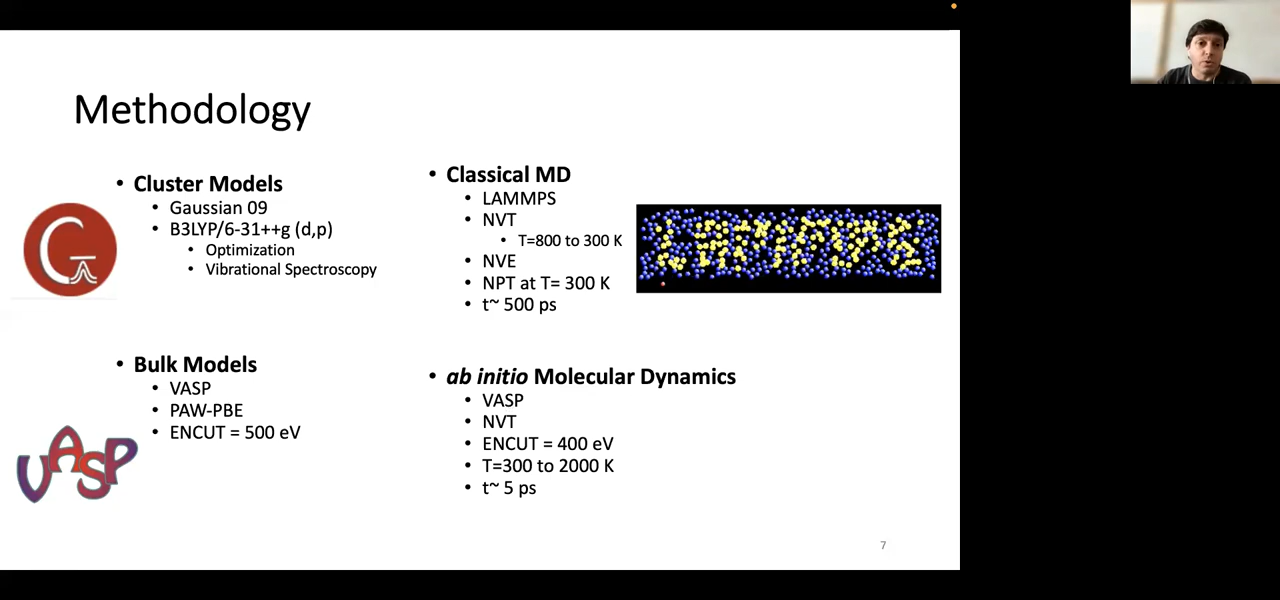 Methodology
• Cluster Models
• Gaussian 09
• B3LYP/6-31++g (d,p)
• Optimization
• Vibrational Spectroscopy
• Bulk Models
• VASP
• PAW-PBE
• ENCUT = 500 eV
VASP
• Classical MD
• LAMMPS
• NVT
• T=800 to 300 K
• NVE
• NPT at T= 300 K
• t~ 500 ps
LAMMPS
• ab initio Molecular Dynamics
• VASP
• NVT
• ENCUT = 400 eV
• T=300 to 2000 K
• t~ 5 ps
7